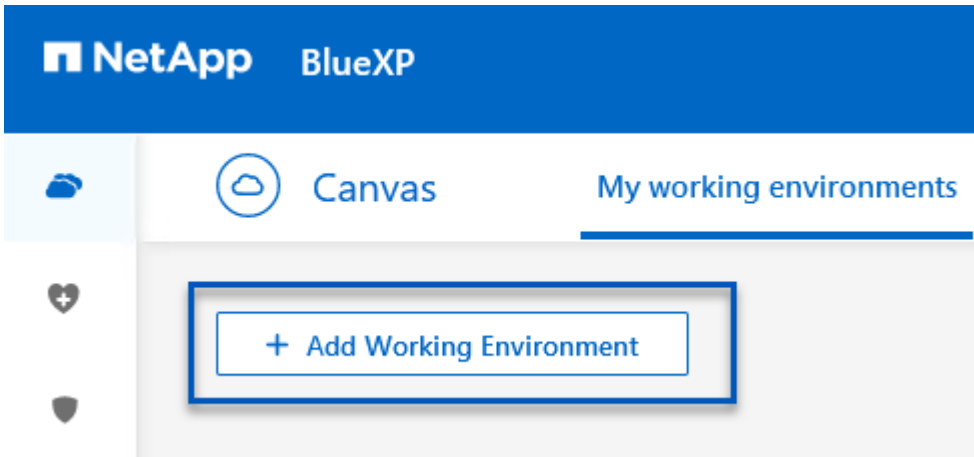 NetApp BlueXP
Canvas My working environments
+ Add Working Environment